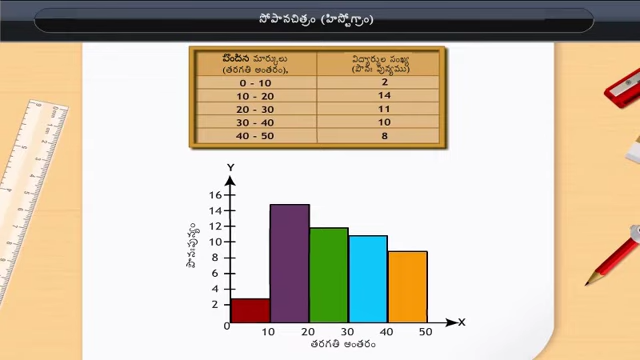 సోపానచిత్రం (హిస్టోగ్రాం)
పొందిన మార్కులు విద్యార్థుల సంఖ్య
(తరగతి ఆంతరం). (పౌనః పున్యము)
0 - 10 2
10 - 20 14
20 - 30 11
30 - 40 10
40 - 50 8
Y
16
14
12
10
8
6
4
2
పౌనఃపున్యం
0 10 20 30 40 50 X
తరగతి ఆంతరం